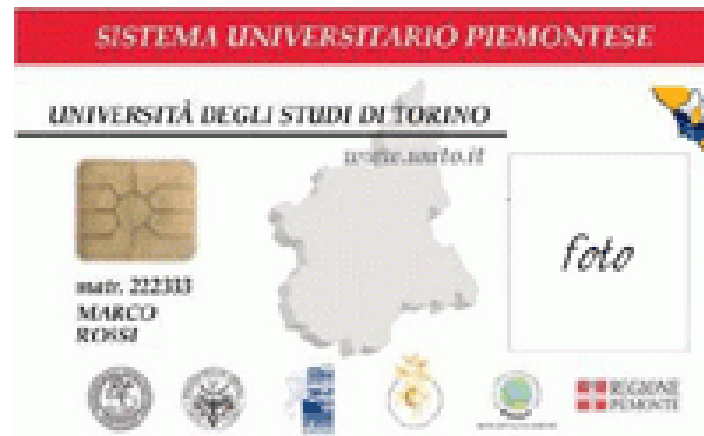 SISTEMA UNIVERSITARIO PIEMONTESE
UNIVERSITÀ DEGLI STUDI DI TORINO
www.unito.it
foto
matr. 222333
MARCO
ROSSI
REGIONE
PIEMONTE